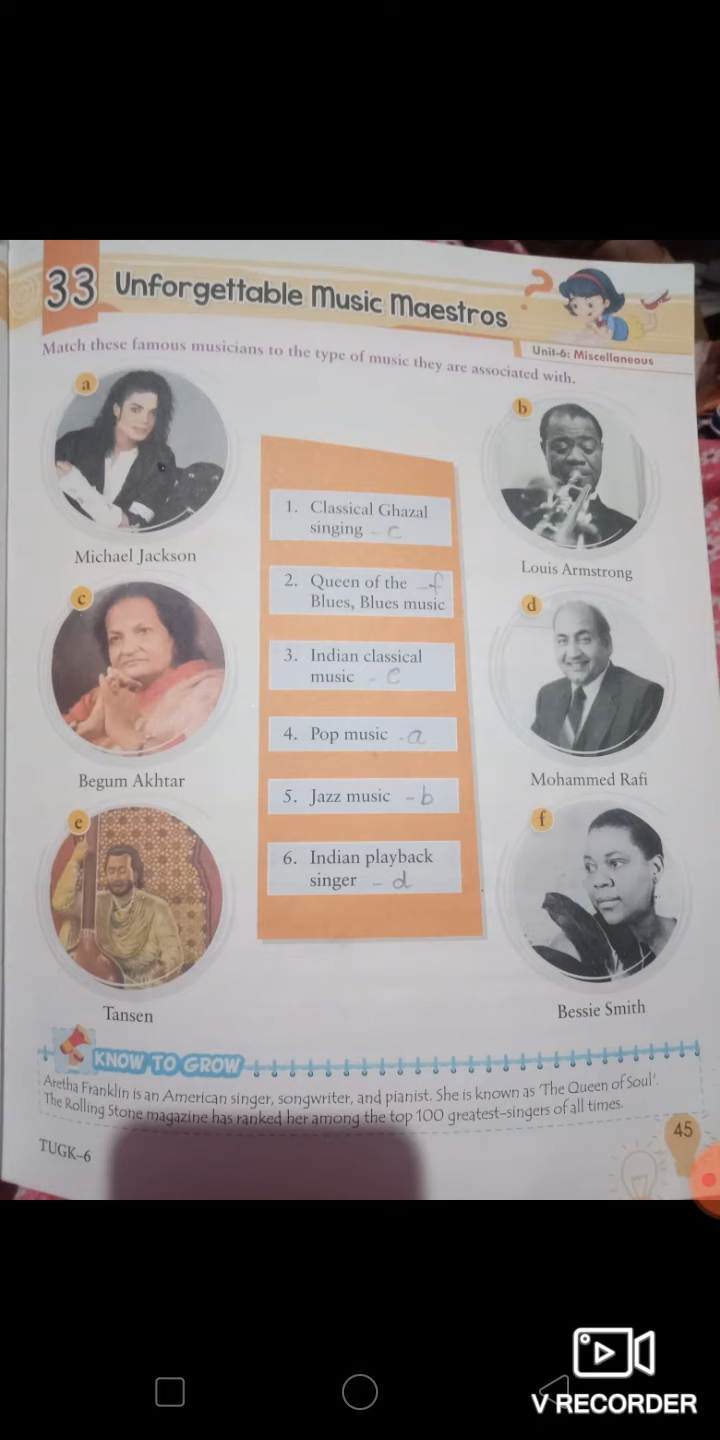 33 Unforgettable Music Maestros
Unit-6: Miscellaneous
Match these famous musicians to the type of music they are associated with.
a
Michael Jackson
b
Louis Armstrong
c
Begum Akhtar
d
Mohammed Rafi
e
Tansen
f
Bessie Smith
1. Classical Ghazal
singing - c
2. Queen of the - f
Blues, Blues music
3. Indian classical
music - e
4. Pop music - a
5. Jazz music - b
6. Indian playback
singer - d
KNOW TO GROW
Aretha Franklin is an American singer, songwriter, and pianist. She is known as 'The Queen of Soul'.
The Rolling Stone magazine has ranked her among the top 100 greatest-singers of all times.
TUGK-6
45
V RECORDER